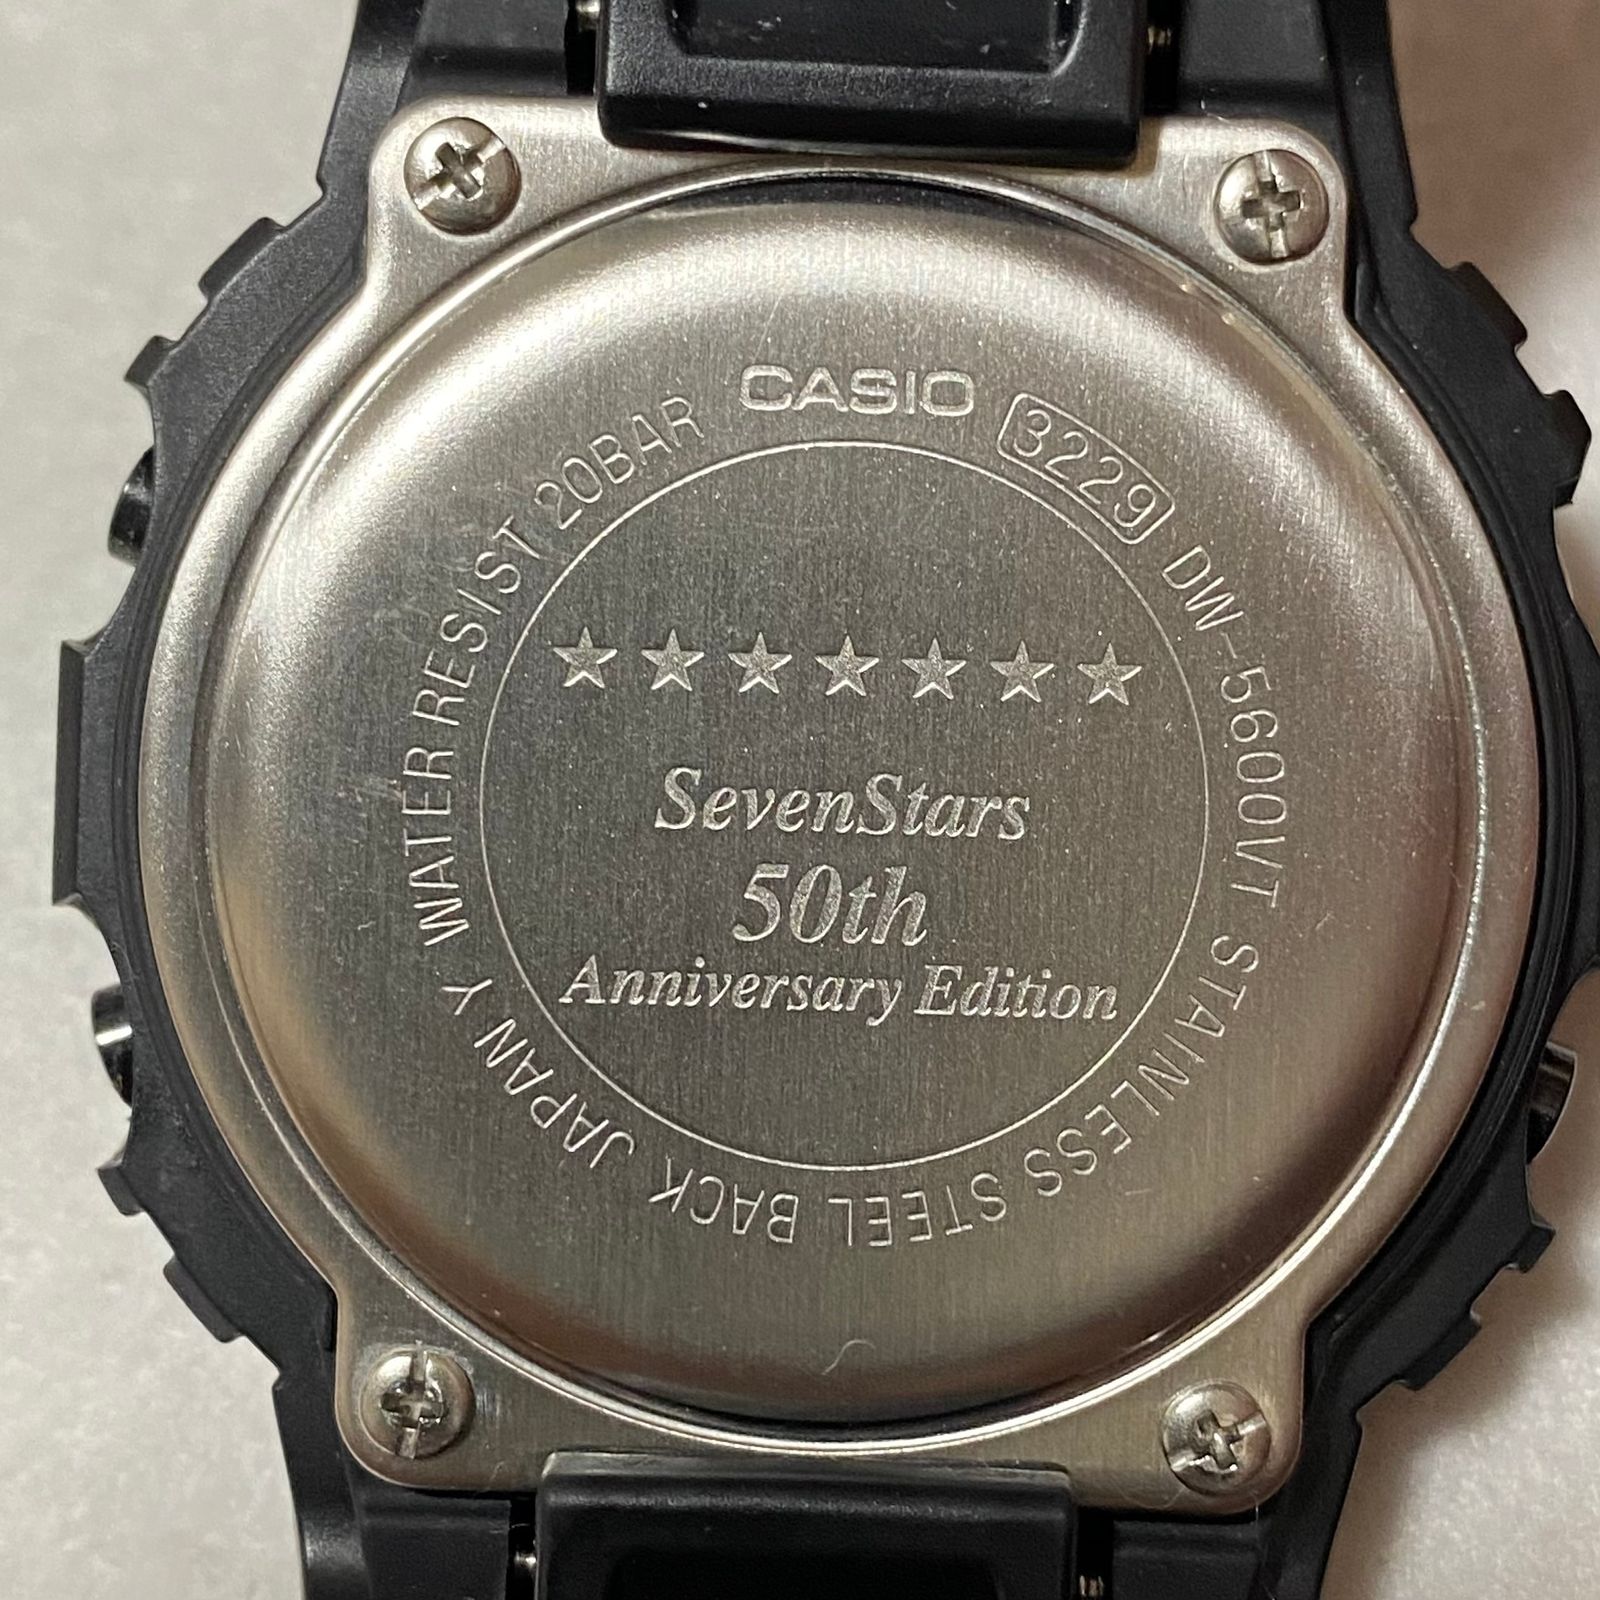 CASIO 3229 DW-5600VT STAINLESS STEEL BACK JAPAN Y WATER RESIST 20BAR
★★★★★★★
SevenStars
50th
Anniversary Edition